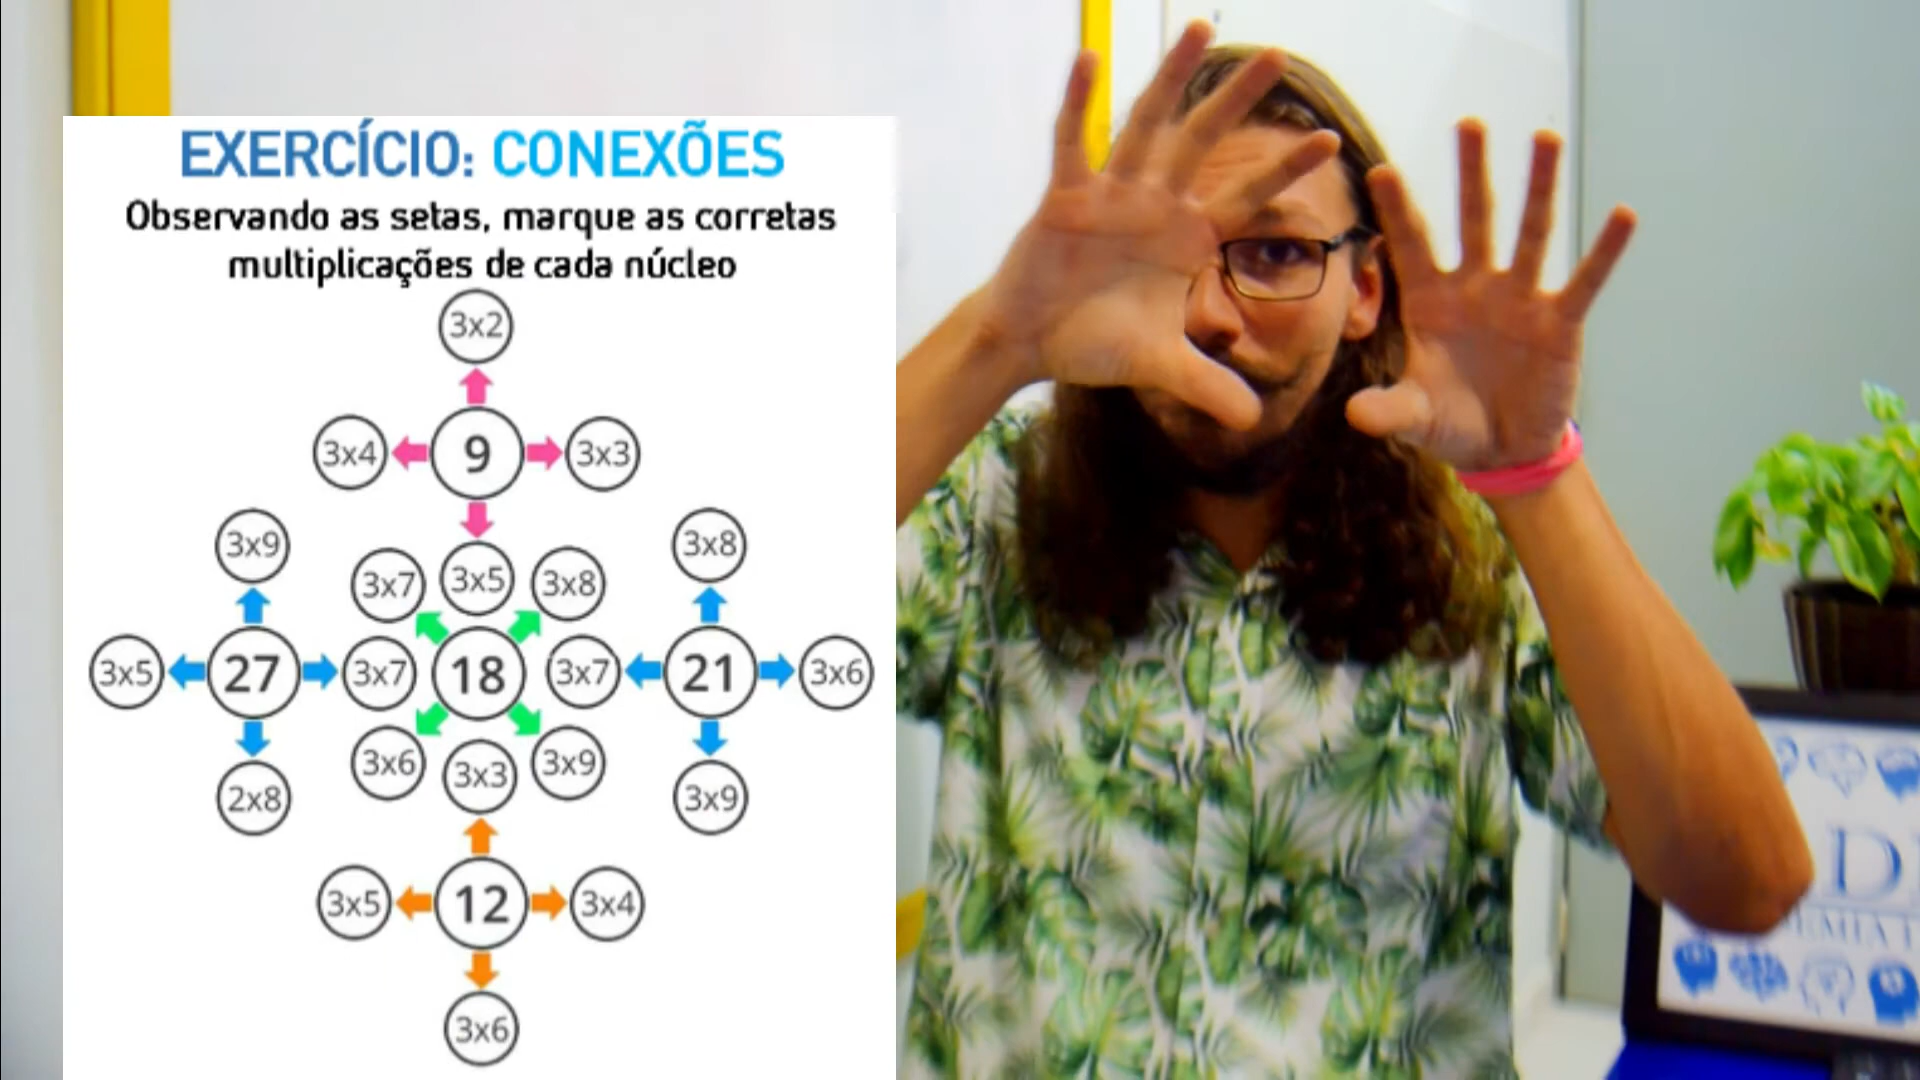 EXERCÍCIO: CONEXÕES
Observando as setas, marque as corretas
multiplicações de cada núcleo
3x2
3x4 9 3x3
3x9 3x7 3x5 3x8 3x8
3x5 27 3x7 18 3x7 21 3x6
2x8 3x6 3x3 3x9 3x9
3x5 12 3x4
3x6